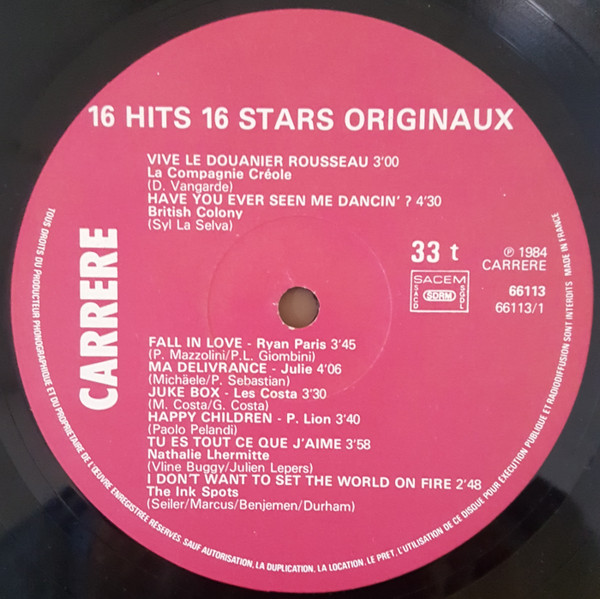 16 HITS 16 STARS ORIGINAUX
VIVE LE DOUANIER ROUSSEAU 3'00
La Compagnie Créole
(D. Vangarde)
HAVE YOU EVER SEEN ME DANCIN' ? 4'30
British Colony
(Syl La Selva)
CARRERE
33 t
℗ 1984
CARRERE
SACEM
SACD
SDRM
SGDL
66113
66113/1
FALL IN LOVE - Ryan Paris 3'45
(P. Mazzolini/P.L. Giombini)
MA DELIVRANCE - Julie 4'06
(Michäele/P. Sebastian)
JUKE BOX - Les Costa 3'30
(M. Costa/G. Costa)
HAPPY CHILDREN - P. Lion 3'40
(Paolo Pelandi)
TU ES TOUT CE QUE J'AIME 3'58
Nathalie Lhermitte
(Vline Buggy/Julien Lepers)
I DON'T WANT TO SET THE WORLD ON FIRE 2'48
The Ink Spots
(Seiler/Marcus/Benjemen/Durham)
TOUS DROITS DU PRODUCTEUR PHONOGRAPHIQUE ET DU PROPRIETAIRE DE L'ŒUVRE ENREGISTREE RESERVES SAUF AUTORISATION, LA DUPLICATION, LA LOCATION, LE PRET, L'UTILISATION DE CE DISQUE POUR EXECUTION PUBLIQUE ET RADIODIFFUSION SONT INTERDITS MADE IN FRANCE